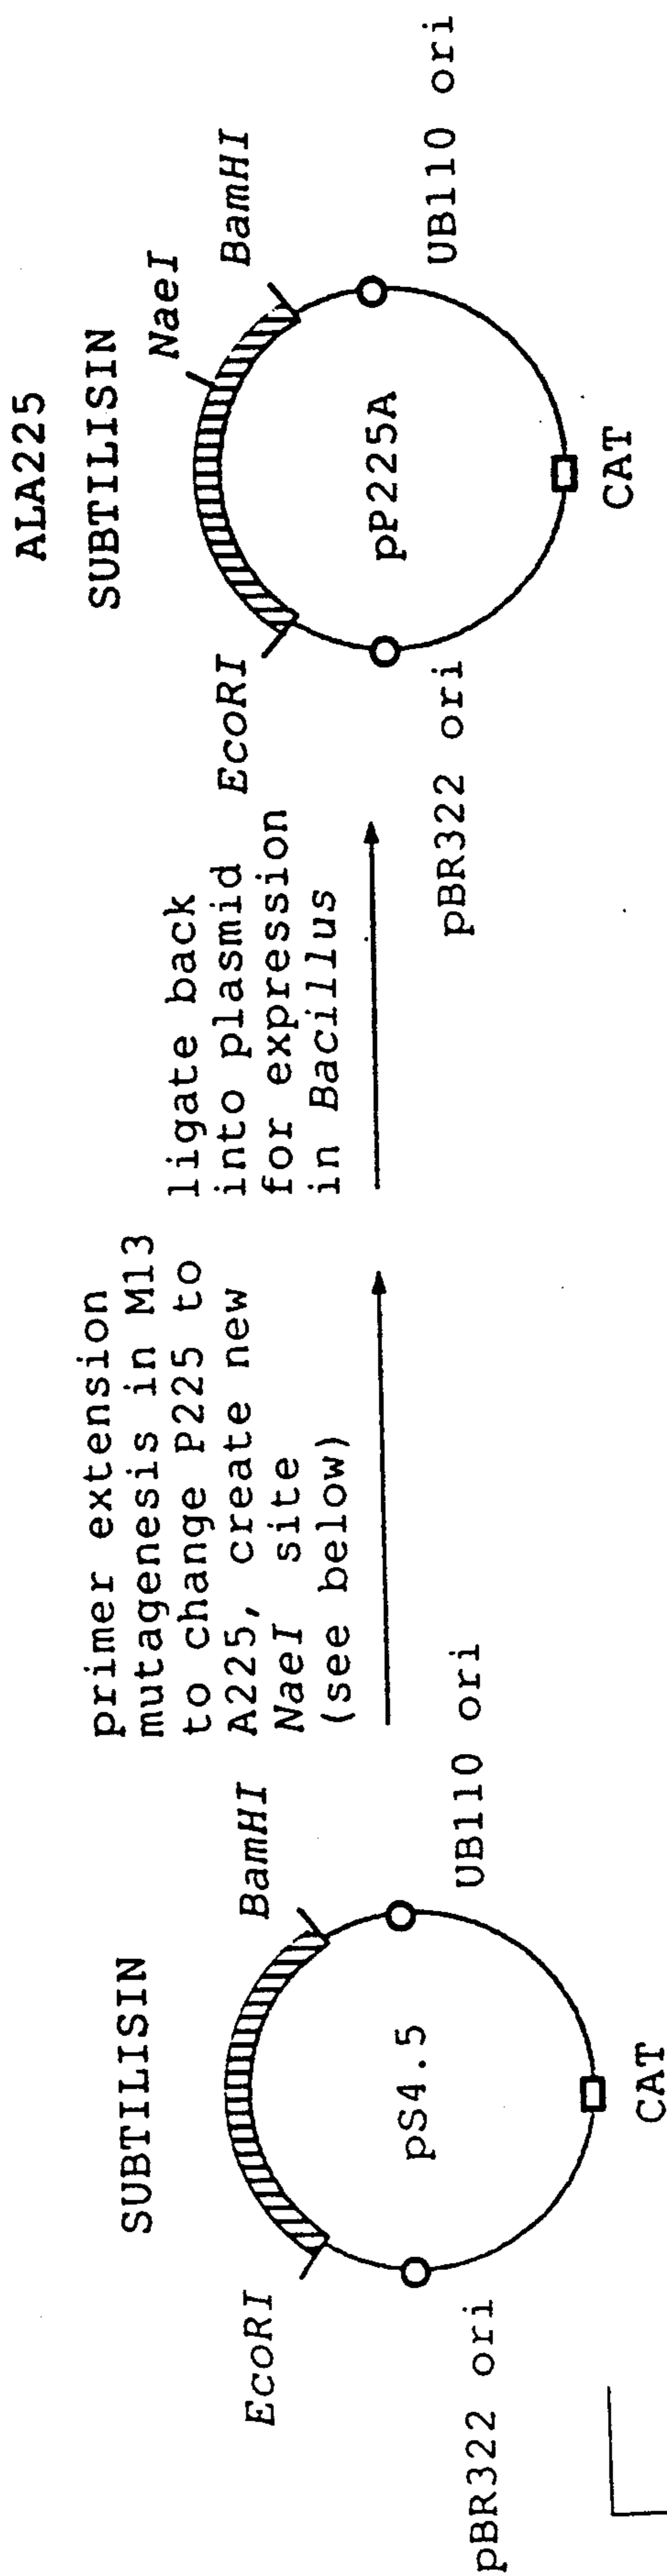 SUBTILISIN
EcoRI
BamHI
pS4.5
pBR322 ori
UB110 ori
CAT
primer extension
mutagenesis in M13
to change P225 to
A225, create new
NaeI site
(see below)
ligate back
into plasmid
for expression
in Bacillus
ALA225
SUBTILISIN
NaeI
EcoRI
BamHI
pP225A
pBR322 ori
UB110 ori
CAT